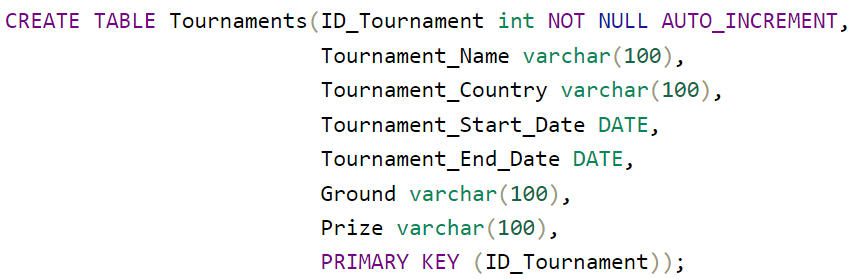 CREATE TABLE Tournaments(ID_Tournament int NOT NULL AUTO_INCREMENT,
Tournament_Name varchar(100),
Tournament_Country varchar(100),
Tournament_Start_Date DATE,
Tournament_End_Date DATE,
Ground varchar(100),
Prize varchar(100),
PRIMARY KEY (ID_Tournament));